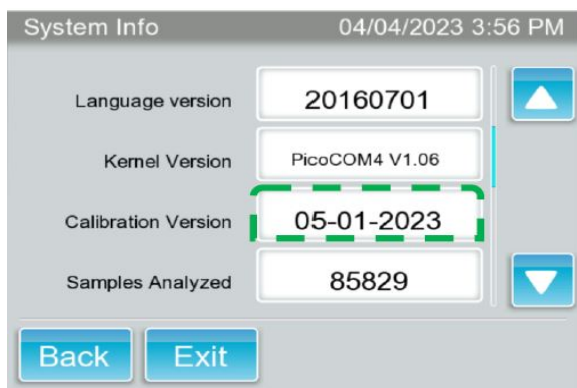 System Info 04/04/2023 3:56 PM
Language version 20160701
Kernel Version PicoCOM4 V1.06
Calibration Version 05-01-2023
Samples Analyzed 85829
Back Exit